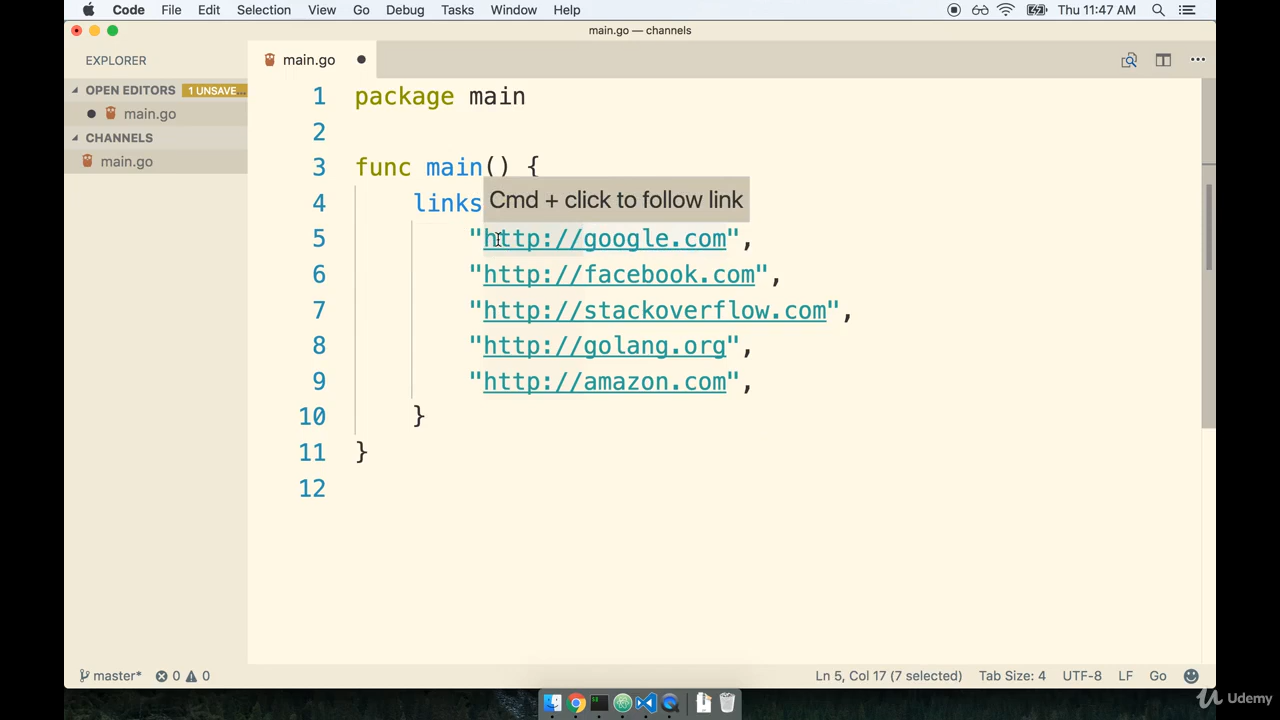 Code File Edit Selection View Go Debug Tasks Window Help Thu 11:47 AM
main.go — channels
EXPLORER
OPEN EDITORS 1 UNSAVE...
main.go
CHANNELS
main.go
main.go
1 package main
2
3 func main() {
4 links
Cmd + click to follow link
5 "http://google.com",
6 "http://facebook.com",
7 "http://stackoverflow.com",
8 "http://golang.org",
9 "http://amazon.com",
10 }
11 }
12
master* 0 0 Ln 5, Col 17 (7 selected) Tab Size: 4 UTF-8 LF Go
Udemy